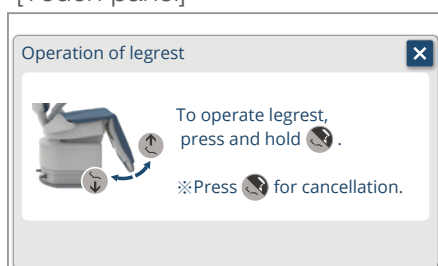 [Touch panel]
Operation of legrest
To operate legrest,
press and hold .
※Press for cancellation.